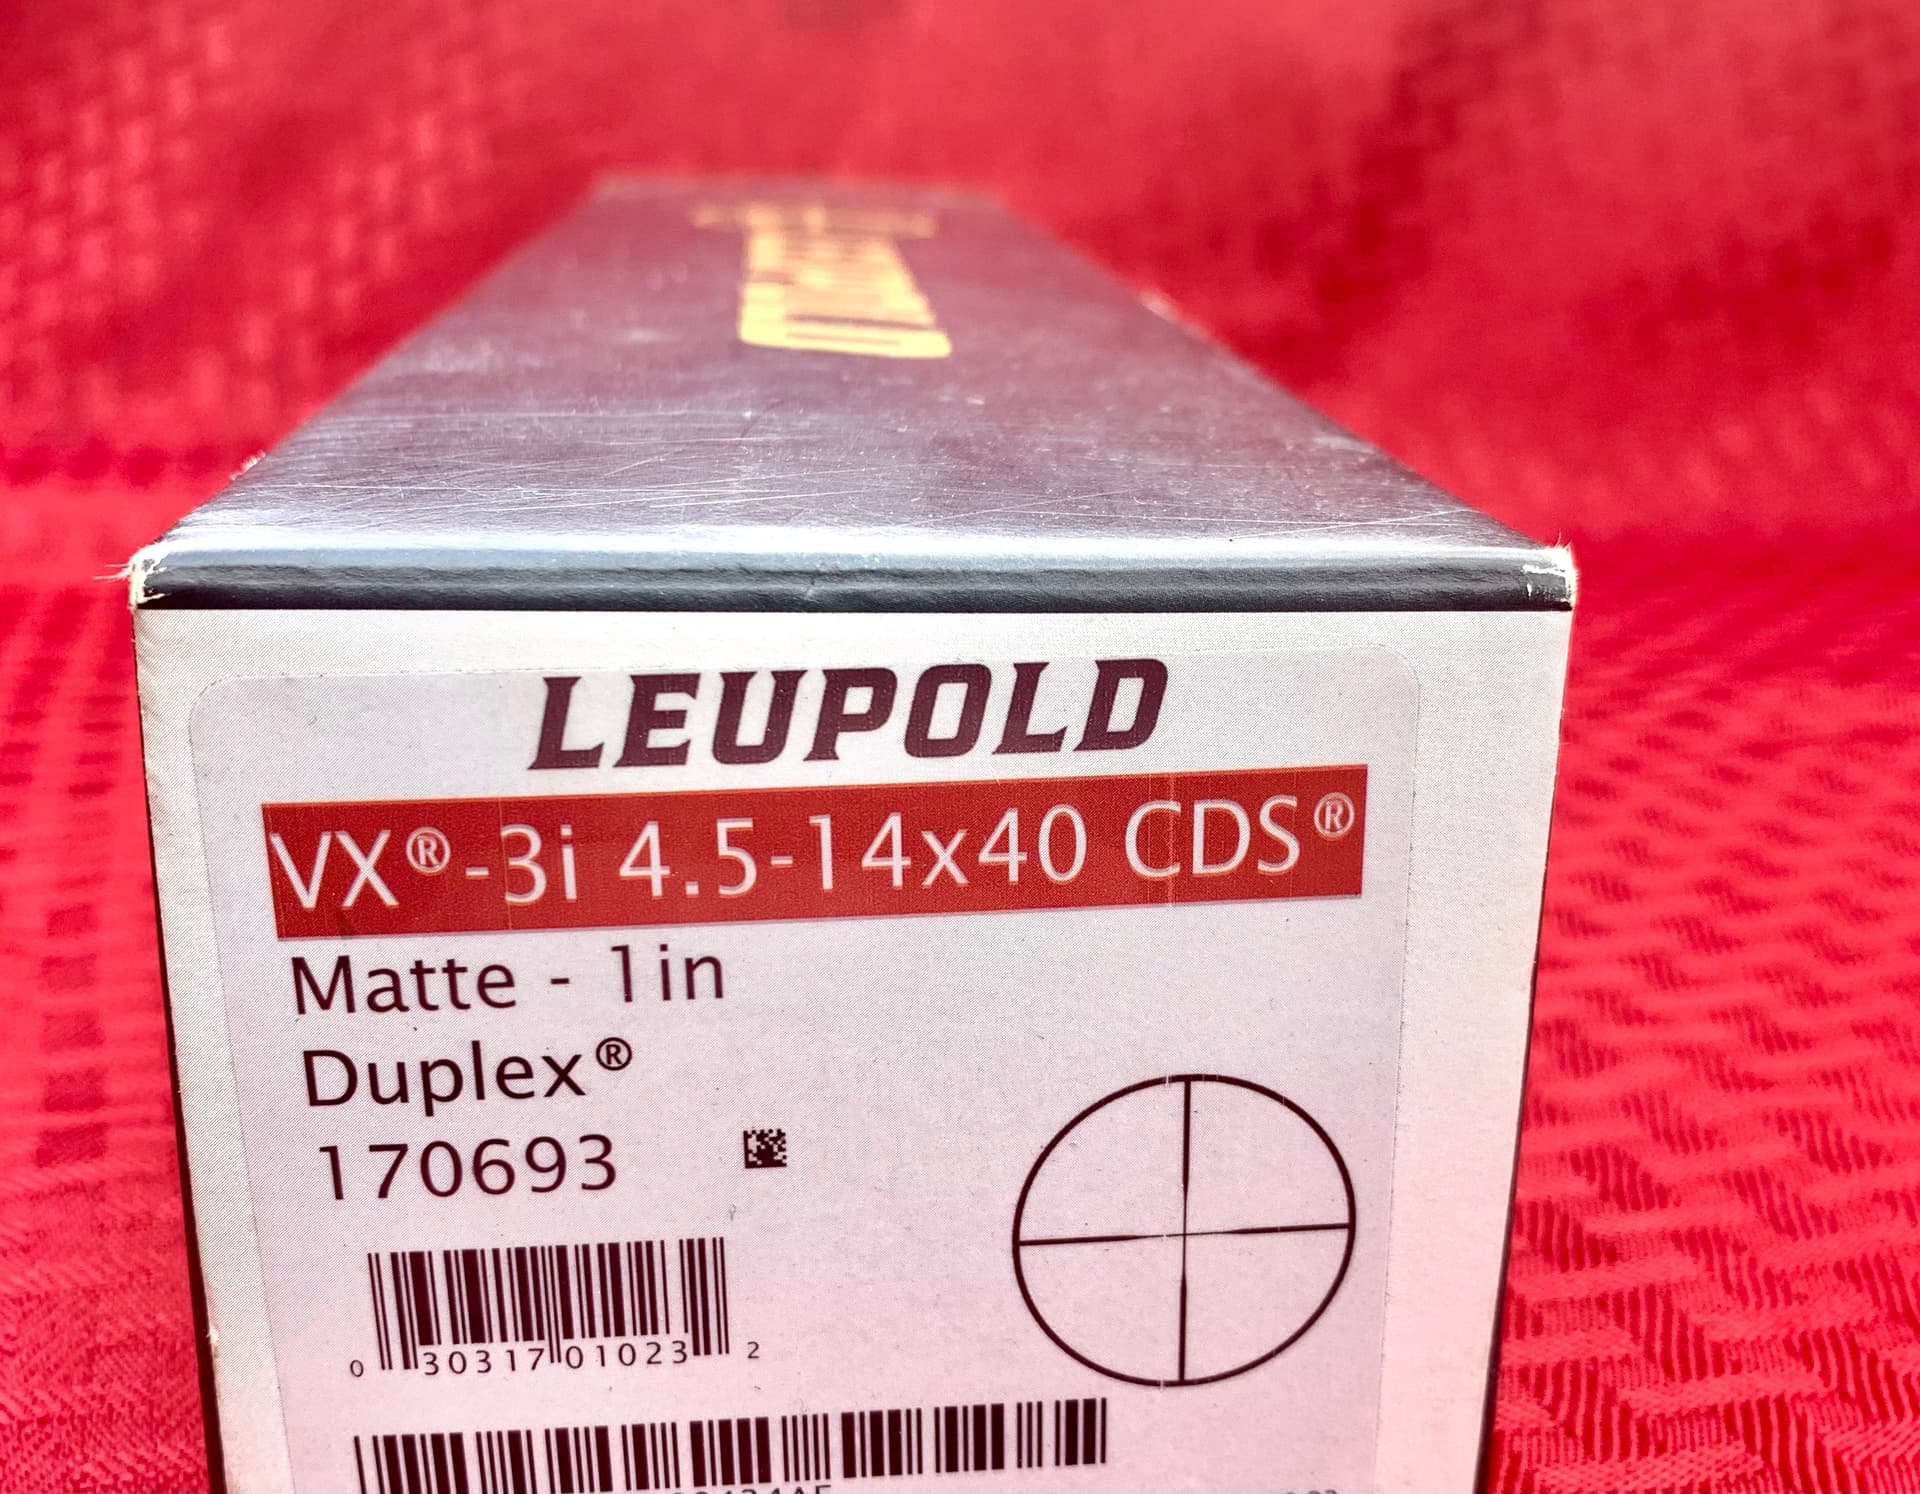 LEUPOLD
VX®-3i 4.5-14x40 CDS®
Matte - 1in
Duplex®
170693
0 30317 01023 2